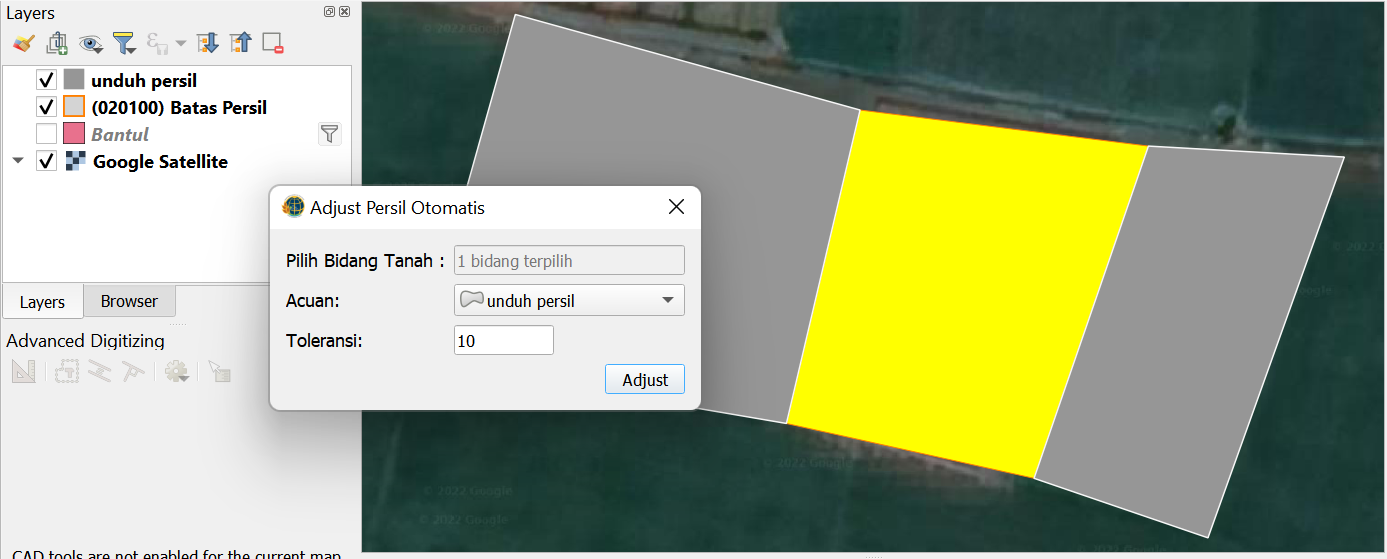 Layers
unduh persil
(020100) Batas Persil
Bantul
Google Satellite
Adjust Persil Otomatis
Pilih Bidang Tanah :
1 bidang terpilih
Acuan:
unduh persil
Toleransi:
10
Adjust
Layers
Browser
Advanced Digitizing
CAD tools are not enabled for the current map
© 2022 Google
© 2022 Google
© 2022 Google
© 2022 Google
© 2022 Google